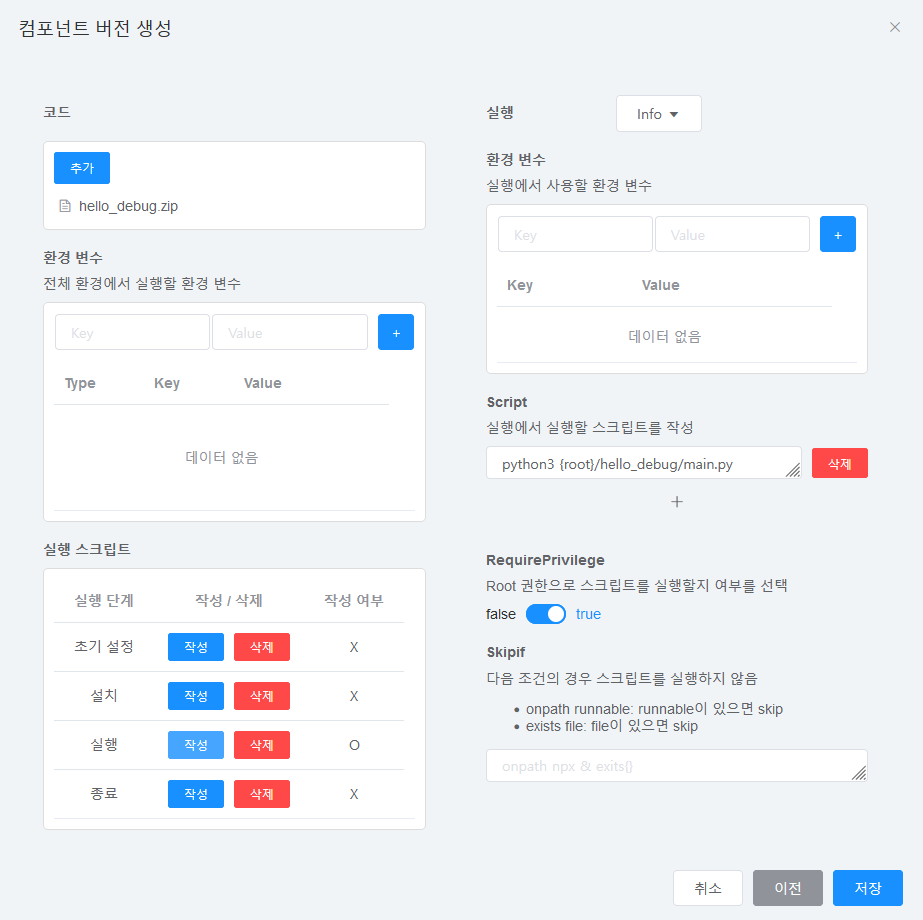 컴포넌트 버전 생성
코드
추가
hello_debug.zip
환경 변수
전체 환경에서 실행할 환경 변수
Key Value +
Type Key Value
데이터 없음
실행 스크립트
실행 단계 작성 / 삭제 작성 여부
초기 설정 작성 삭제 X
설치 작성 삭제 X
실행 작성 삭제 O
종료 작성 삭제 X
실행 Info
환경 변수
실행에서 사용할 환경 변수
Key Value +
Key Value
데이터 없음
Script
실행에서 실행할 스크립트를 작성
python3 {root}/hello_debug/main.py 삭제
+
RequirePrivilege
Root 권한으로 스크립트를 실행할지 여부를 선택
false true
Skipif
다음 조건의 경우 스크립트를 실행하지 않음
• onpath runnable: runnable이 있으면 skip
• exists file: file이 있으면 skip
onpath npx & exits{}
취소 이전 저장